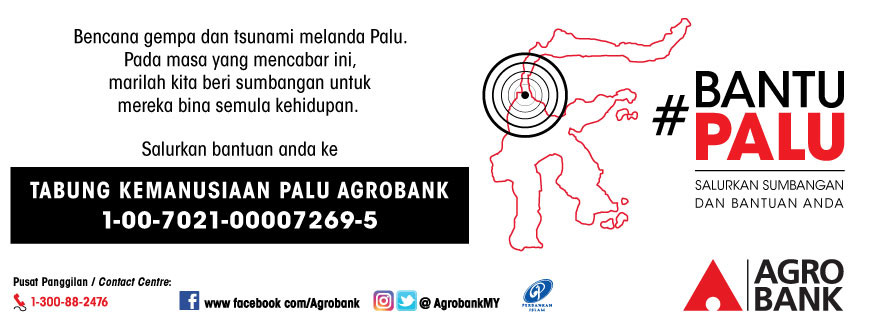 Bencana gempa dan tsunami melanda Palu.
Pada masa yang mencabar ini,
marilah kita beri sumbangan untuk
mereka bina semula kehidupan.
Salurkan bantuan anda ke
TABUNG KEMANUSIAAN PALU AGROBANK
1-00-7021-00007269-5
#BANTU
PALU
SALURKAN SUMBANGAN
DAN BANTUAN ANDA
Pusat Panggilan / Contact Centre:
1-300-88-2476
www facebook com/Agrobank
@ AgrobankMY
PERBANKAN
ISLAM
AGRO
BANK